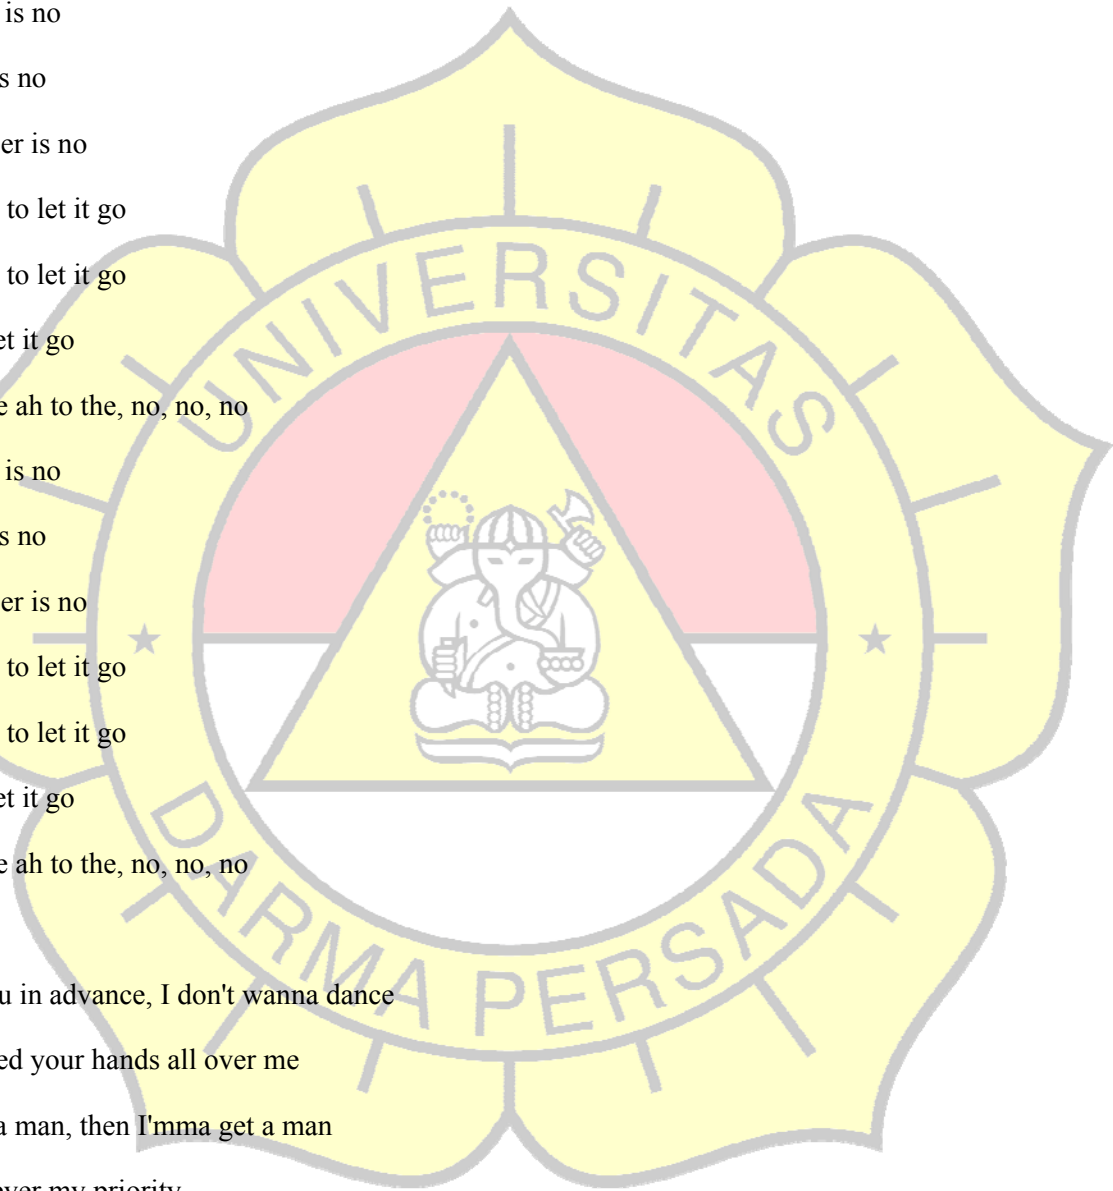 is no
s no
er is no
to let it go
to let it go
et it go
e ah to the, no, no, no
is no
s no
er is no
to let it go
to let it go
et it go
e ah to the, no, no, no
u in advance, I don't wanna dance
ed your hands all over me
a man, then I'mma get a man
ver my priority
UNIVERSITAS
DARMA PERSADA